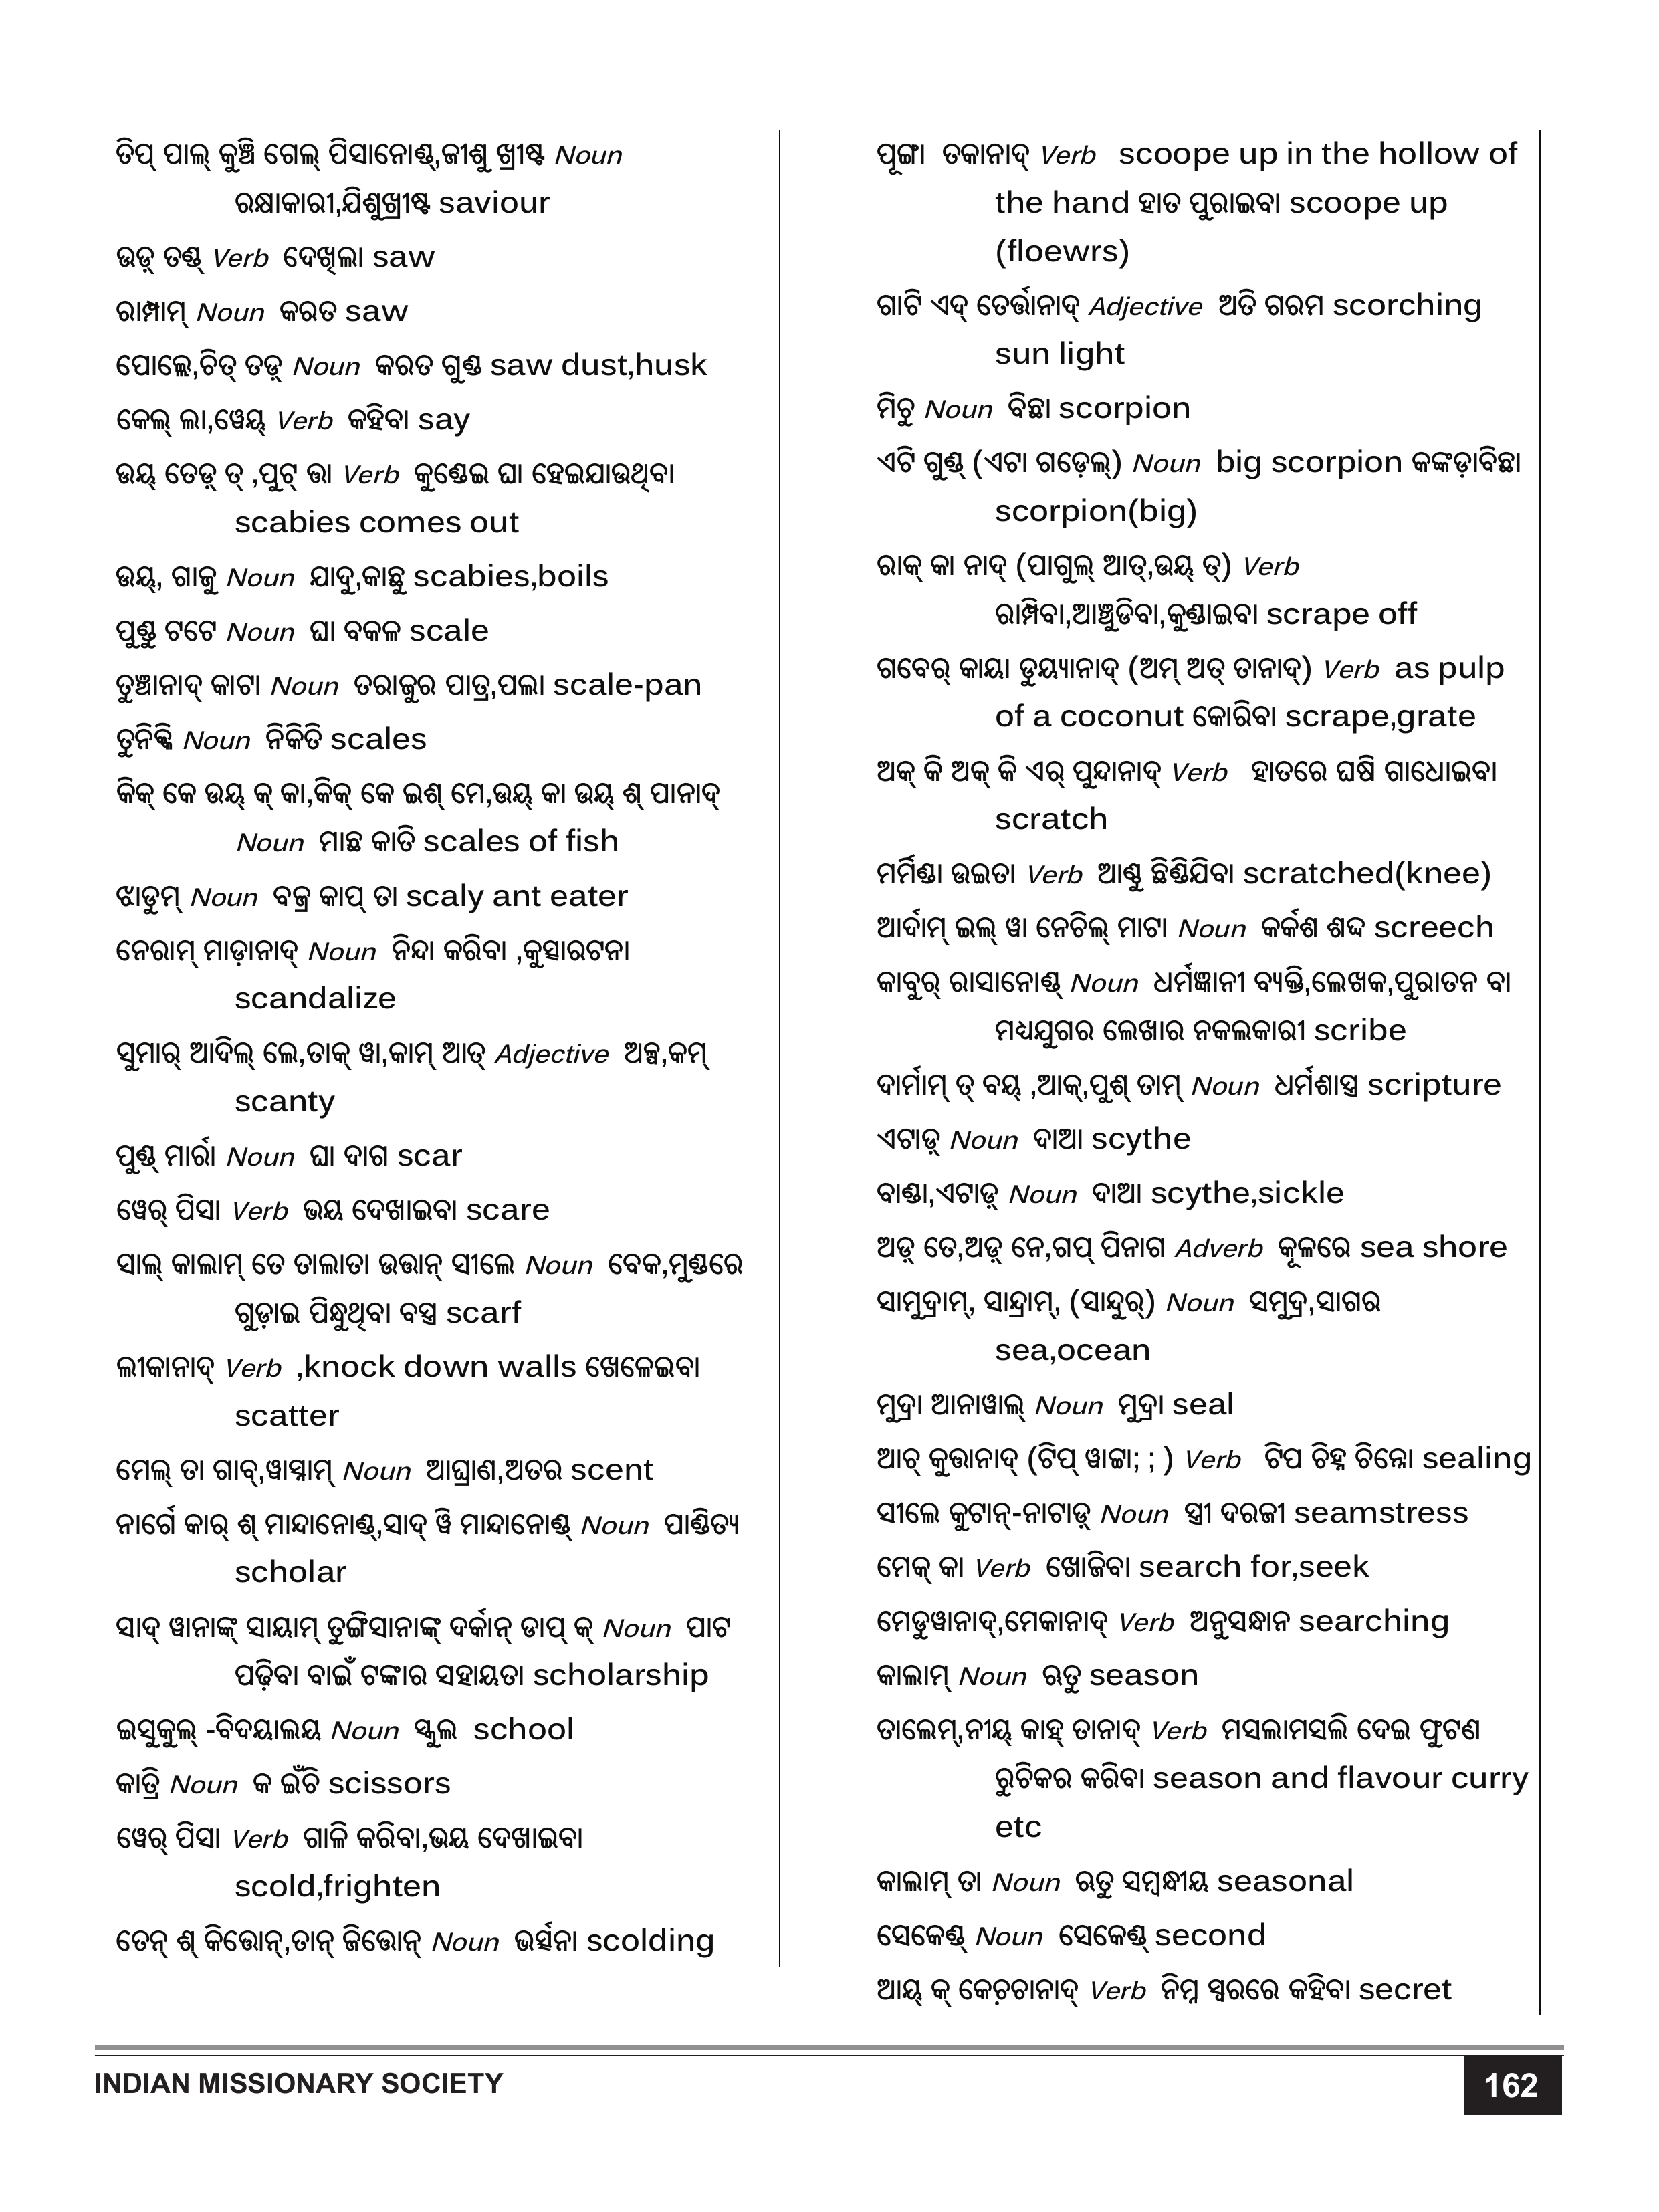 ତିପ୍ ପାଲ୍ କୁଞ୍ଚି ଗେଲ୍ ପିସାନୋଣ୍ଡ୍,ଜୀଶୁ ଖ୍ରୀଷ୍ଟ Noun
ରକ୍ଷାକାରୀ,ଯିଶୁଖ୍ରୀଷ୍ଟ saviour
ଉଡ଼୍ ତଣ୍ଡ୍ Verb ଦେଖିଲା saw
ରାମ୍ପାମ୍ Noun କରତ saw
ପୋଲ୍ଲେ,ଚିତ୍ ତଡ଼୍ Noun କରତ ଗୁଣ୍ଡ saw dust,husk
କେଲ୍ ଲା,ୱେୟ୍ Verb କହିବା say
ଉୟ୍ ତେଡ଼୍ ତ୍ ,ପୁଟ୍ ତ୍ତା Verb କୁଣ୍ଡେଇ ଘା ହେଇଯାଉଥିବା
scabies comes out
ଉୟ୍, ଗାଜୁ Noun ଯାଦୁ,କାଛୁ scabies,boils
ପୁଣ୍ଡୁ ଟଟେ Noun ଘା ବକଳ scale
ତୁଞ୍ଚାନାଦ୍ କାଟା Noun ତରାଜୁର ପାତ୍ର,ପଲା scale-pan
ତୁନିକ୍କି Noun ନିକିତି scales
କିକ୍ କେ ଉୟ୍ କ୍ କା,କିକ୍ କେ ଇଶ୍ ମେ,ଉୟ୍ କା ଉୟ୍ ଶ୍ ପାନାଦ୍
Noun ମାଛ କାତି scales of fish
ଝାଡୁମ୍ Noun ବଜ୍ର କାପ୍ ତା scaly ant eater
ନେରାମ୍ ମାଡ଼ାନାଦ୍ Noun ନିନ୍ଦା କରିବା ,କୁତ୍ସାରଟନା
scandalize
ସୁମାର୍ ଆଦିଲ୍ ଲେ,ତାକ୍ ୱା,କାମ୍ ଆତ୍ Adjective ଅଳ୍ପ,କମ୍
scanty
ପୁଣ୍ଡ୍ ମାର୍ରା Noun ଘା ଦାଗ scar
ୱେର୍ ପିସା Verb ଭୟ ଦେଖାଇବା scare
ସାଲ୍ କାଲାମ୍ ତେ ତାଲାତା ଉତ୍ତାନ୍ ସୀଲେ Noun ବେକ,ମୁଣ୍ଡରେ
ଗୁଡ଼ାଇ ପିନ୍ଧୁଥିବା ବସ୍ତ୍ର scarf
ଲୀକାନାଦ୍ Verb ,knock down walls ଖେଳେଇବା
scatter
ମେଲ୍ ତା ଗାବ୍,ୱାସ୍ନାମ୍ Noun ଆଘ୍ରାଣ,ଅତର scent
ନାର୍ଗେ କାର୍ ଶ୍ ମାନ୍ଦାନୋଣ୍ଡ୍,ସାଦ୍ ୱି ମାନ୍ଦାନୋଣ୍ଡ୍ Noun ପାଣ୍ଡିତ୍ୟ
scholar
ସାଦ୍ ୱାନାଙ୍କ୍ ସାୟାମ୍ ତୁଙ୍ଗିସାନାଙ୍କ୍ ଦର୍କାନ୍ ଡାପ୍ କ୍ Noun ପାଟ
ପଢ଼ିବା ବାଇଁ ଟଙ୍କାର ସହାୟତା scholarship
ଇସୁକୁଲ୍ -ବିଦୟାଲୟ Noun ସ୍କୁଲ school
କାତ୍ରି Noun କ ଇଁଚି scissors
ୱେର୍ ପିସା Verb ଗାଳି କରିବା,ଭୟ ଦେଖାଇବା
scold,frighten
ତେନ୍ ଶ୍ କିତ୍ତୋନ୍,ତାନ୍ ଜିତ୍ତୋନ୍ Noun ଭର୍ତ୍ସନା scolding
ପୂଙ୍ଗା ତକାନାଦ୍ Verb scoope up in the hollow of
the hand ହାତ ପୁରାଇବା scoope up
(floewrs)
ଗାଟି ଏଦ୍ ତେର୍ତ୍ତାନାଦ୍ Adjective ଅତି ଗରମ scorching
sun light
ମିଚୁ Noun ବିଛା scorpion
ଏଟି ଗୁଣ୍ଡ୍ (ଏଟା ଗଡ଼େଲ୍) Noun big scorpion କଙ୍କଡ଼ାବିଛା
scorpion(big)
ରାକ୍ କା ନାଦ୍ (ପାଗୁଲ୍ ଆତ୍,ଉୟ୍ ତ୍) Verb
ରାମ୍ପିବା,ଆଞ୍ଚୁଡିବା,କୁଣ୍ଡାଇବା scrape off
ଗବେର୍ କାୟା ତୁୟ୍ୟାନାଦ୍ (ଅମ୍ ଅତ୍ ତାନାଦ୍) Verb as pulp
of a coconut କୋରିବା scrape,grate
ଅକ୍ କି ଅକ୍ କି ଏର୍ ପୁନ୍ଦାନାଦ୍ Verb ହାତରେ ଘଷି ଗାଧୋଇବା
scratch
ମର୍ମିଣ୍ଡା ଉଇତା Verb ଆଣ୍ଠୁ ଛିଣ୍ଡିଯିବା scratched(knee)
ଆର୍ଦାମ୍ ଇଲ୍ ୱା ନେଚିଲ୍ ମାଟା Noun କର୍କଶ ଶବ୍ଦ screech
କାବୁର୍ ରାସାନୋଣ୍ଡ୍ Noun ଧର୍ମଜ୍ଞାନୀ ବ୍ୟକ୍ତି,ଲେଖକ,ପୁରାତନ ବା
ମଧ୍ୟଯୁଗର ଲେଖାର ନକଲକାରୀ scribe
ଦାର୍ମାମ୍ ତ୍ ବୟ୍ ,ଆକ୍,ପୁଶ୍ ତାମ୍ Noun ଧର୍ମଶାସ୍ତ୍ର scripture
ଏଟାଡ଼୍ Noun ଦାଆ scythe
ବାଣ୍ଡା,ଏଟାଡ଼୍ Noun ଦାଆ scythe,sickle
ଅଡ଼୍ ତେ,ଅଡ଼୍ ନେ,ଗପ୍ ପିନାଗ Adverb କୂଳରେ sea shore
ସାମୁଦ୍ରାମ୍, ସାନ୍ଦ୍ରାମ୍, (ସାନ୍ଦୁର୍) Noun ସମୁଦ୍ର,ସାଗର
sea,ocean
ମୁଦ୍ରା ଆନାୱାଲ୍ Noun ମୁଦ୍ରା seal
ଆଚ୍ କୁତ୍ତାନାଦ୍ (ଟିପ୍ ୱାଟ୍ଟା; ; ) Verb ଟିପ ଚିହ୍ନ ଚିହ୍ନୋ sealing
ସୀଲେ କୁଟାନ୍-ନାଟାଡ଼୍ Noun ସ୍ତ୍ରୀ ଦରଜୀ seamstress
ମେକ୍ କା Verb ଖୋଜିବା search for,seek
ମେଡୁୱାନାଦ୍,ମେକାନାଦ୍ Verb ଅନୁସନ୍ଧାନ searching
କାଲାମ୍ Noun ଋତୁ season
ତାଲେମ୍,ନୀୟ୍ କାହ୍ ତାନାଦ୍ Verb ମସଲାମସଲି ଦେଇ ଫୁଟଣ
ରୁଚିକର କରିବା season and flavour curry
etc
କାଲାମ୍ ତା Noun ଋତୁ ସମ୍ବନ୍ଧୀୟ seasonal
ସେକେଣ୍ଡ୍ Noun ସେକେଣ୍ଡ୍ second
ଆୟ୍ କ୍ କେଚ଼ଚାନାଦ୍ Verb ନିମ୍ନ ସ୍ୱରରେ କହିବା secret
INDIAN MISSIONARY SOCIETY
162